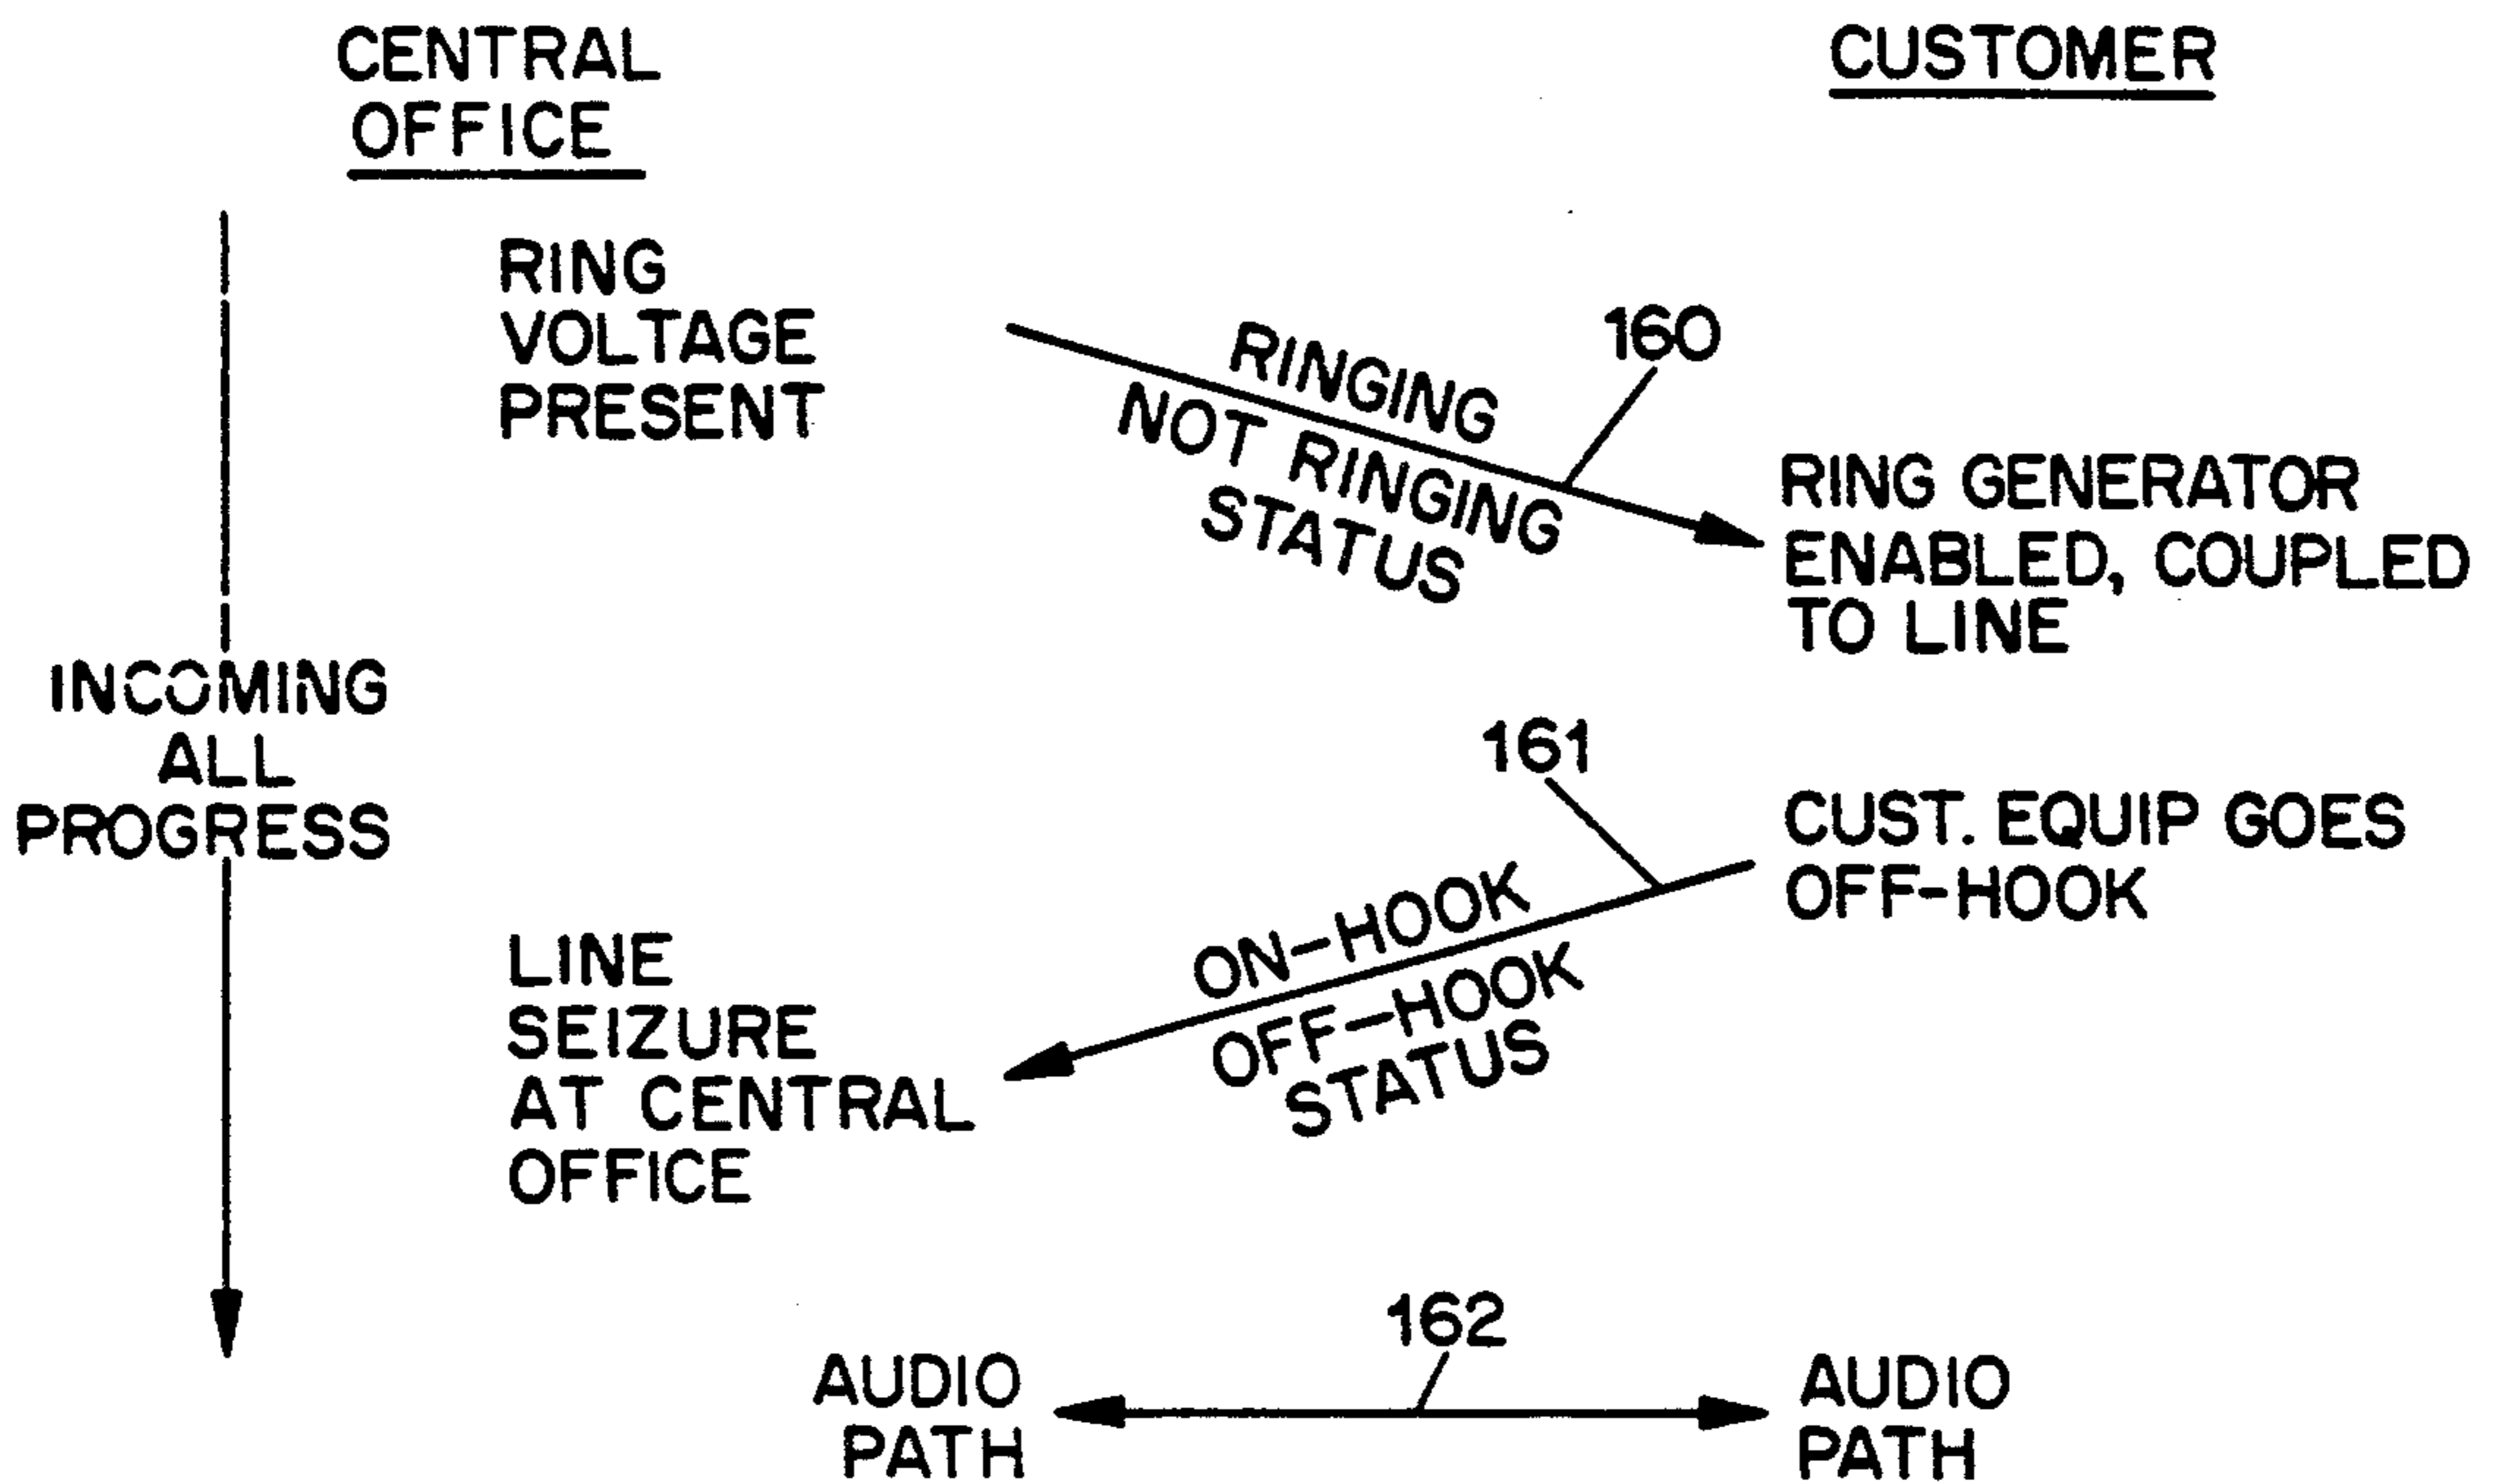 CENTRAL
OFFICE
CUSTOMER
RING
VOLTAGE
PRESENT
RINGING
NOT RINGING
STATUS
160
RING GENERATOR
ENABLED, COUPLED
TO LINE
INCOMING
ALL
PROGRESS
161
CUST. EQUIP GOES
OFF-HOOK
ON-HOOK
OFF-HOOK
STATUS
LINE
SEIZURE
AT CENTRAL
OFFICE
162
AUDIO
PATH
AUDIO
PATH